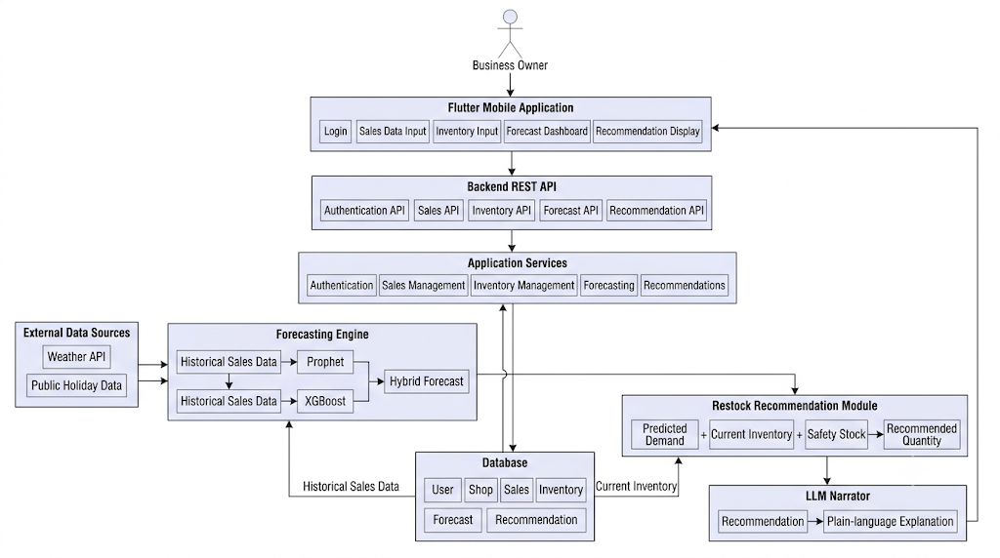 Business Owner
Flutter Mobile Application
Login Sales Data Input Inventory Input Forecast Dashboard Recommendation Display
Backend REST API
Authentication API Sales API Inventory API Forecast API Recommendation API
Application Services
Authentication Sales Management Inventory Management Forecasting Recommendations
External Data Sources
Weather API
Public Holiday Data
Forecasting Engine
Historical Sales Data Prophet
Historical Sales Data XGBoost
Hybrid Forecast
Restock Recommendation Module
Predicted
Demand
+ Current Inventory + Safety Stock
Recommended
Quantity
Database
User Shop Sales Inventory
Forecast Recommendation
Historical Sales Data
Current Inventory
LLM Narrator
Recommendation Plain-language Explanation